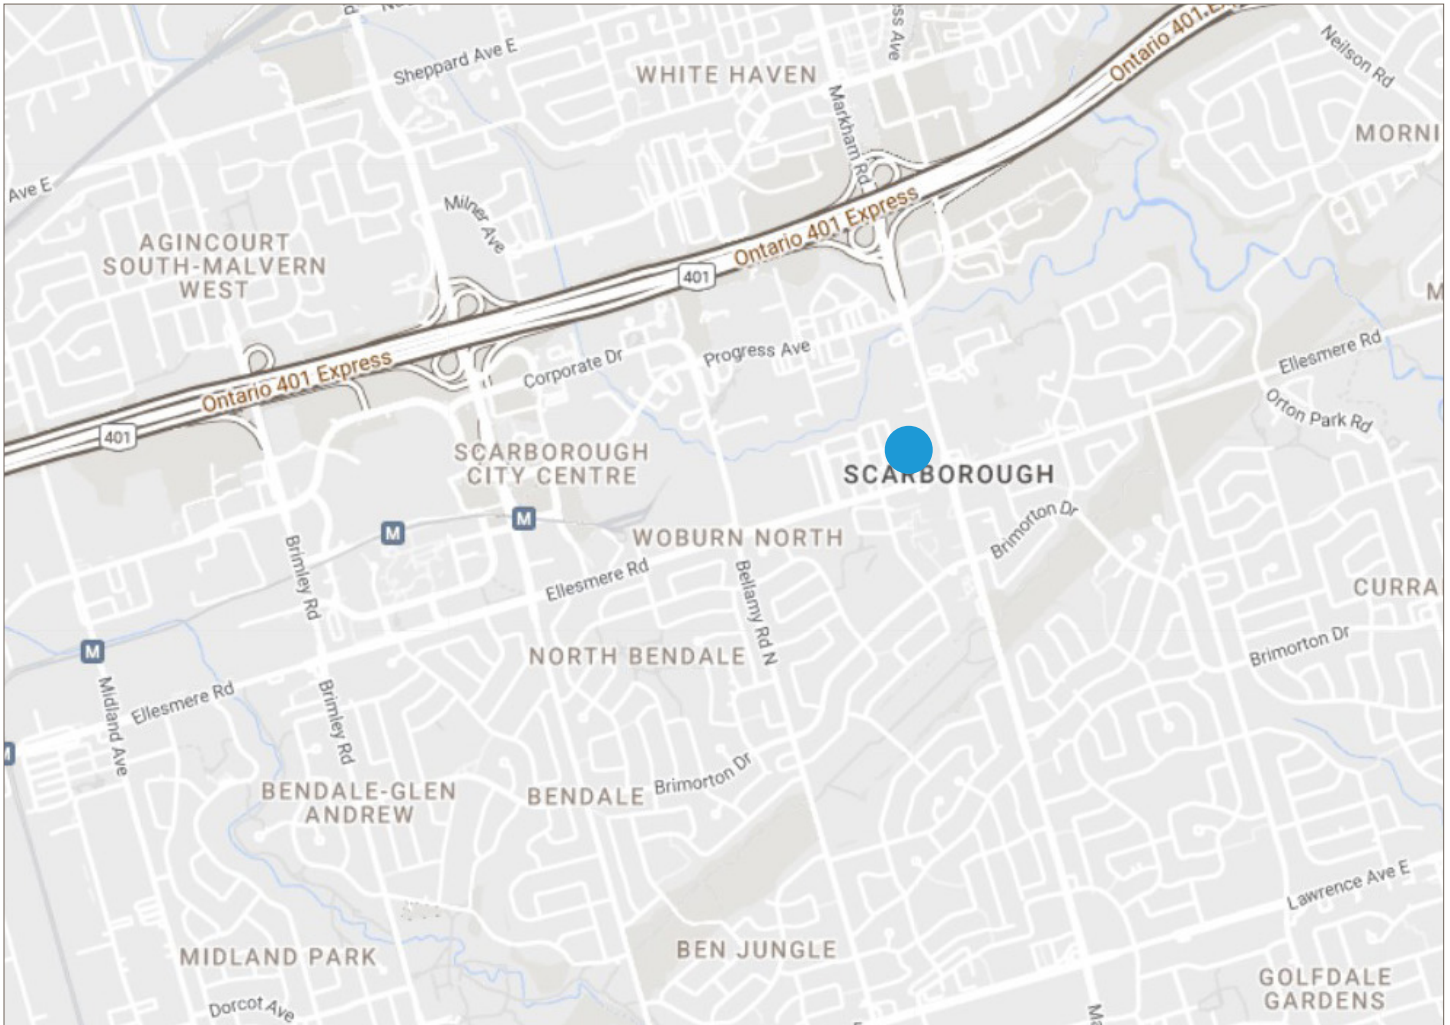 Sheppard Ave E
WHITE HAVEN
Markham Rd
Ontario 401
Neilson Rd
Ave E
Milner Ave
AGINCOURT
SOUTH-MALVERN
WEST
Ontario 401 Express
401
Ontario 401 Express
401
Corporate Dr
Progress Ave
Ellesmere Rd
Orton Park Rd
SCARBOROUGH
CITY CENTRE
SCARBOROUGH
M
M
WOBURN NORTH
Brimorton Dr
Brimley Rd
Ellesmere Rd
Bellamy Rd N
M
NORTH BENDALE
Brimorton Dr
Midland Ave
Ellesmere Rd
Brimley Rd
BENDALE-GLEN
ANDREW
BENDALE
Brimorton Dr
Lawrence Ave E
MIDLAND PARK
BEN JUNGLE
GOLFDALE
GARDENS
Dorcot Ave